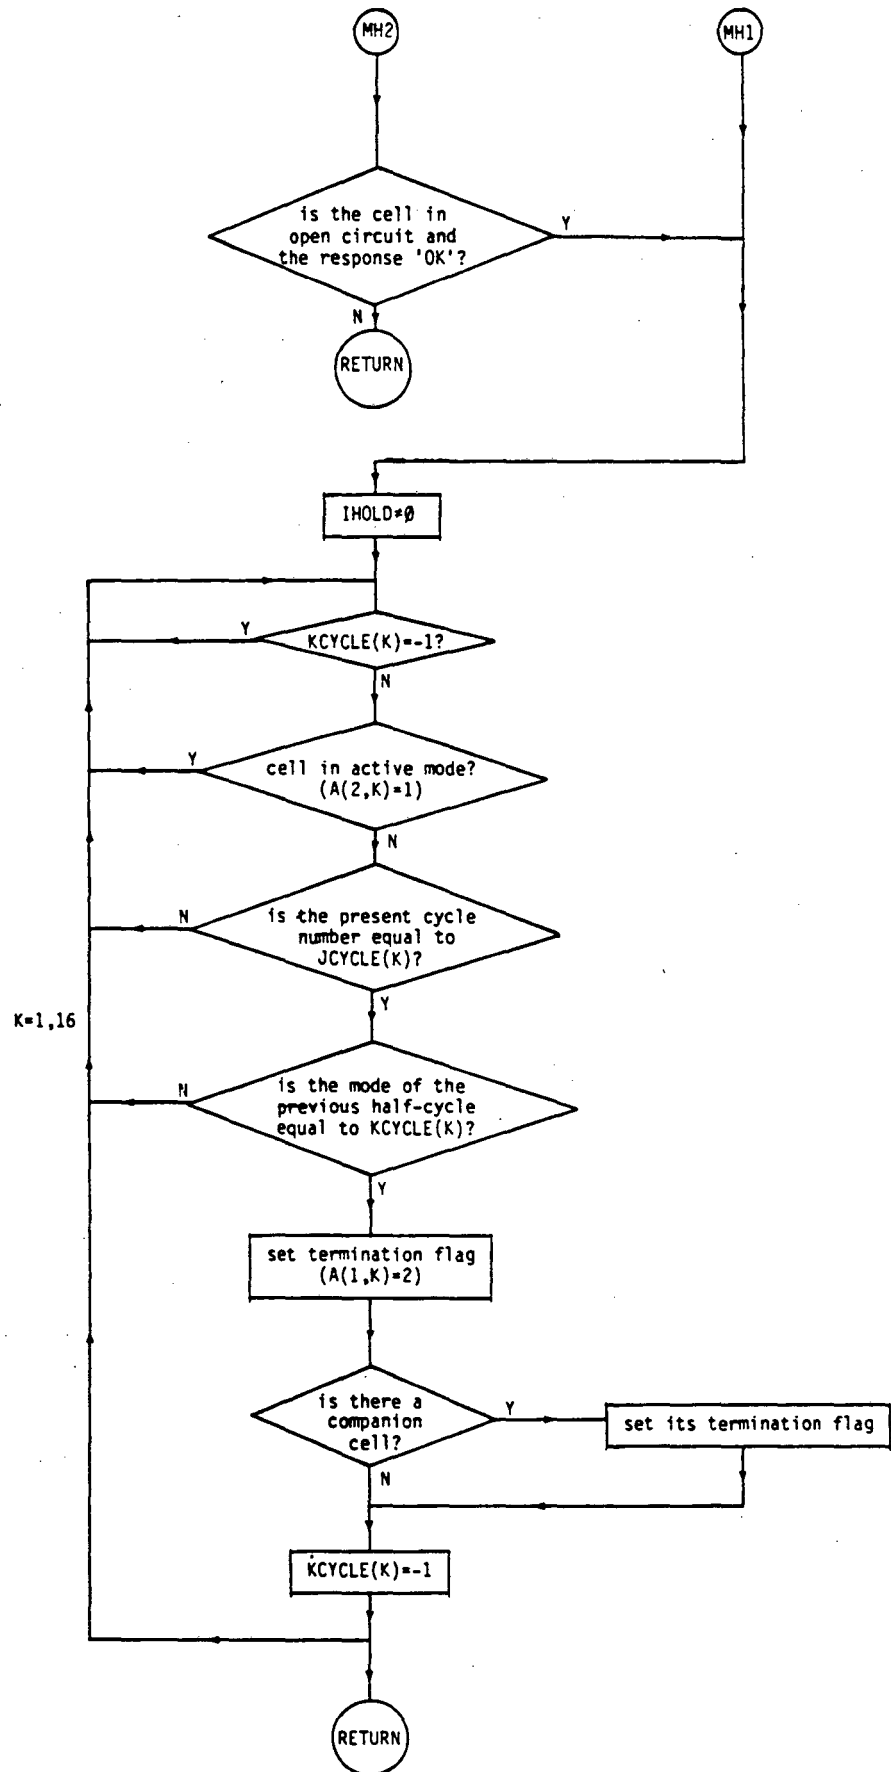 MH2
MH1
is the cell in
open circuit and
the response 'OK'?
Y
N
RETURN
IHOLD=Ø
KCYCLE(K)=-1?
Y
N
cell in active mode?
(A(2,K)=1)
Y
N
is the present cycle
number equal to
JCYCLE(K)?
N
Y
K=1,16
is the mode of the
previous half-cycle
equal to KCYCLE(K)?
N
Y
set termination flag
(A(1,K)=2)
is there a
companion
cell?
Y
set its termination flag
N
KCYCLE(K)=-1
RETURN